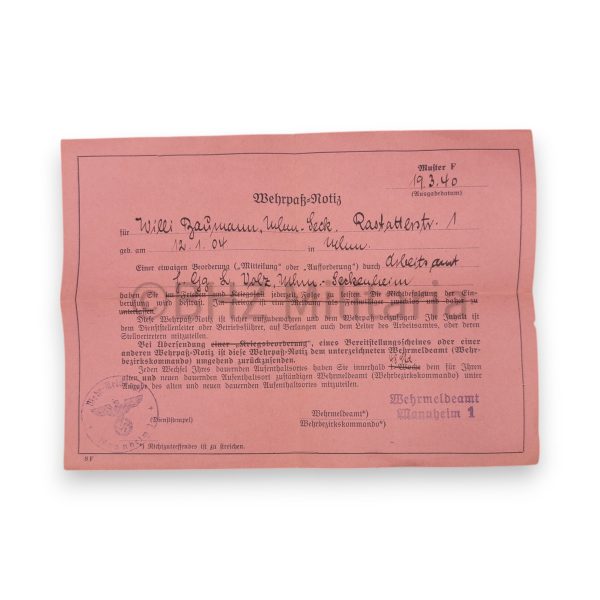 Muster F
19.3.40
(Ausgabedatum)
Wehrpaß-Notiz
für Willi Baumann, Mhm.-Seck. Rastatterstr. 1
geb. am 12.1.04 in Mhm.
Einer etwaigen Beorderung („Mitteilung“ oder „Aufforderung“) durch Arbeitsamt
f. Gg. L. Volz, Mhm.-Seckenheim
haben Sie im Frieden und Kriegsfall jederzeit Folge zu leisten. Die Nichtbefolgung der Ein-
berufung wird
Diese Wehrpaß-Notiz ist sicher aufzubewahren und dem Wehrpaß beizufügen. Ihr Inhalt ist
dem Dienststellenleiter oder Betriebsführer, auf Verlangen auch dem Leiter des Arbeitsamtes, oder deren
Stellvertretern mitzuteilen.
Bei Übersendung einer „Kriegsbeorderung“, eines Bereitstellungsscheines oder einer
anderen Wehrpaß-Notiz ist diese Wehrpaß-Notiz dem unterzeichneten Wehrmeldeamt (Wehr-
bezirkskommando) umgehend zurückzusenden.
Jeden Wechsel Ihres dauernden Aufenthaltsortes haben Sie innerhalb 1 Woche dem für Ihren
alten und neuen dauernden Aufenthaltsort zuständigen Wehrmeldeamt (Wehrbezirkskommando) unter
Angabe des alten und neuen dauernden Aufenthaltsortes mitzuteilen.
Wehrmeldeamt
Mannheim 1
(Dienststempel)
Wehrmeldeamt*)
Wehrbezirkskommando*)
*) Nichtzutreffendes ist zu streichen.